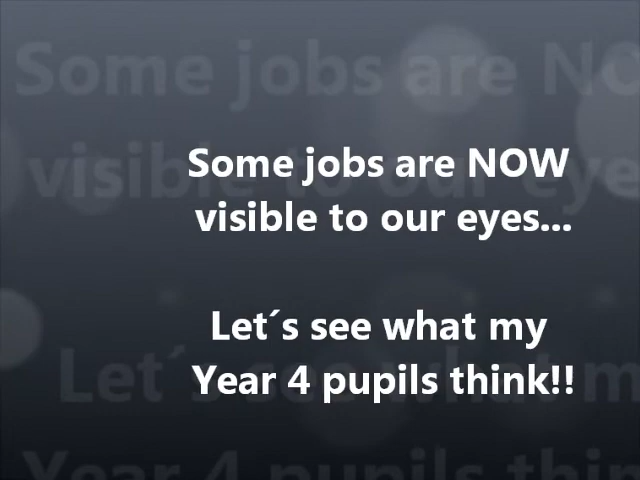 Some jobs are NOW
visible to our eyes...
Let´s see what my
Year 4 pupils think!!